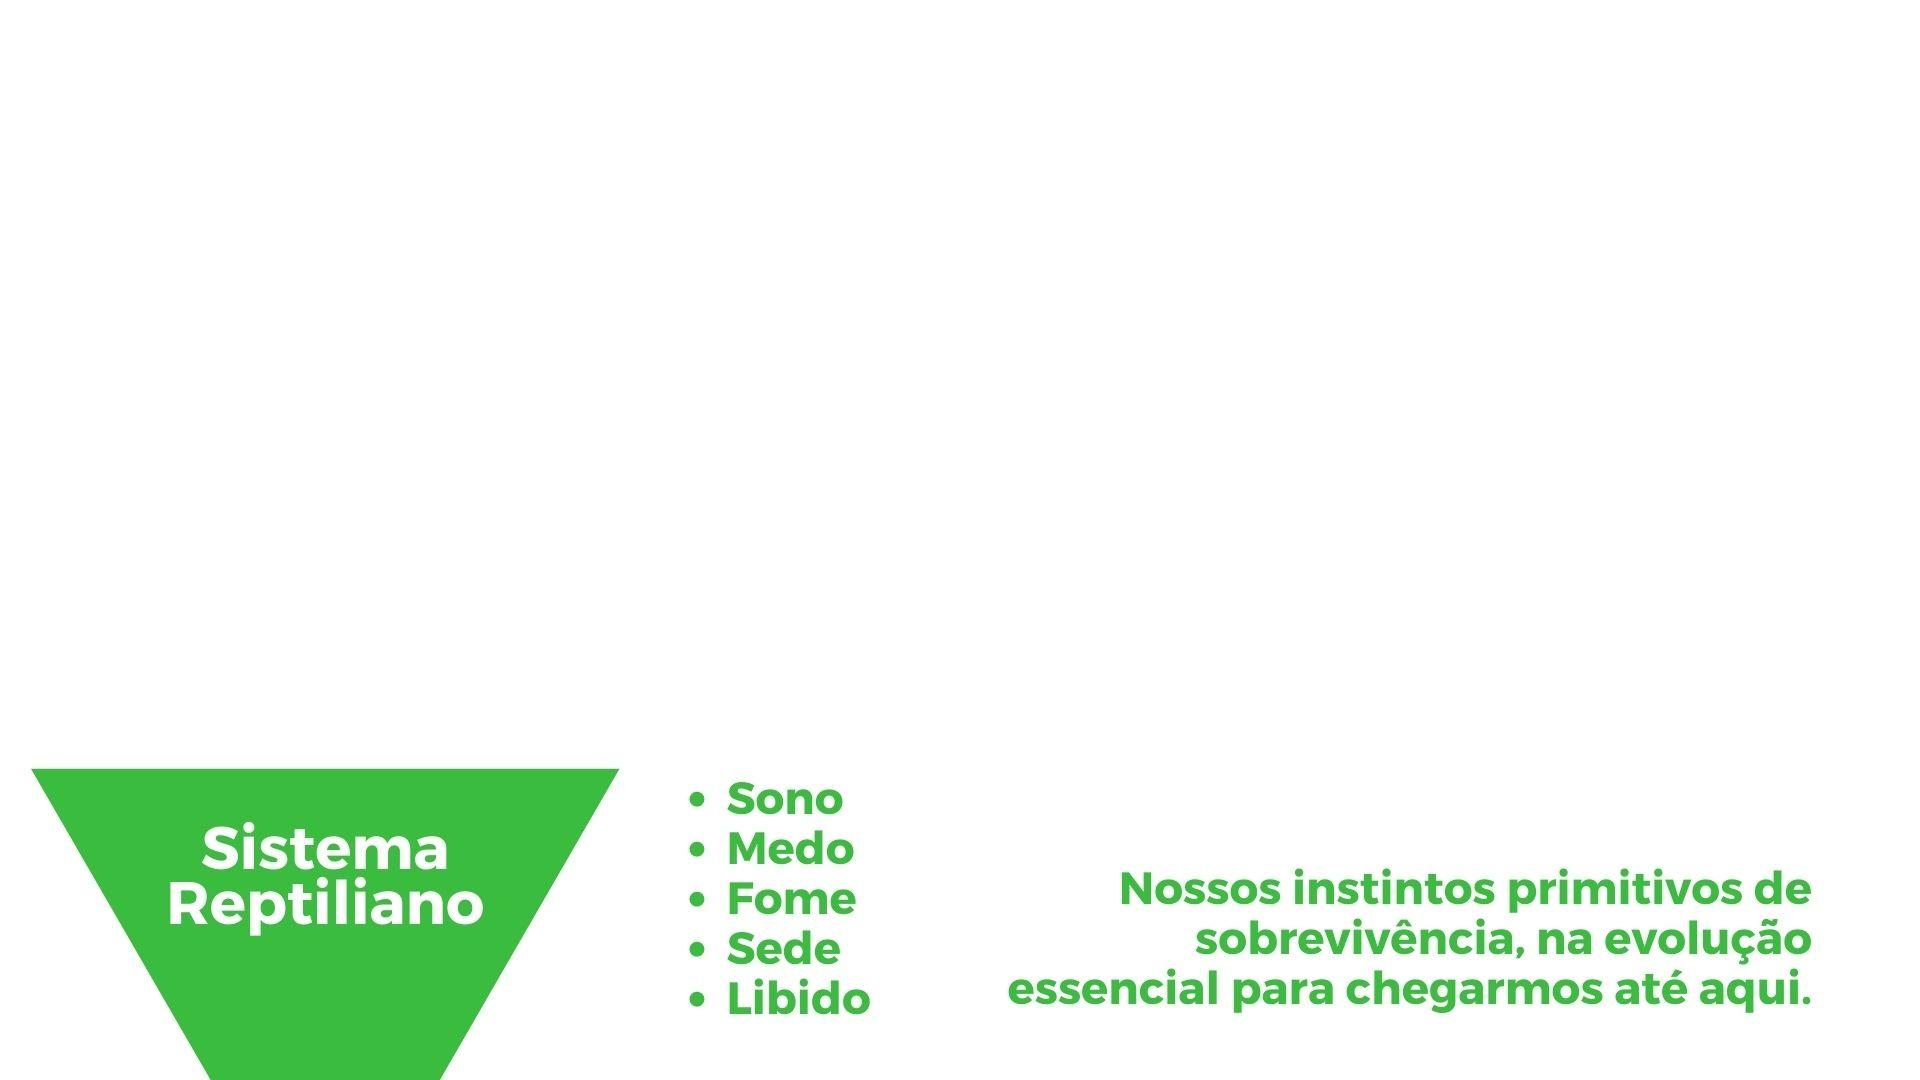 Sistema
Reptiliano
• Sono
• Medo
• Fome
• Sede
• Libido
Nossos instintos primitivos de
sobrevivência, na evolução
essencial para chegarmos até aqui.